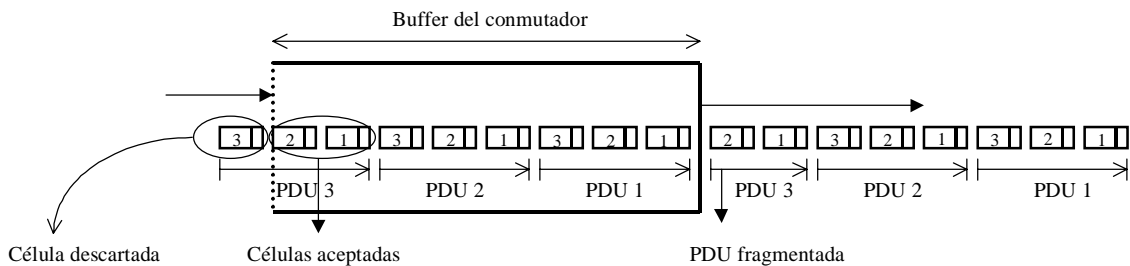 Buffer del conmutador
3 2 1 3 2 1 3 2 1 2 1 3 2 1 3 2 1
PDU 3 PDU 2 PDU 1 PDU 3 PDU 2 PDU 1
Célula descartada Células aceptadas PDU fragmentada